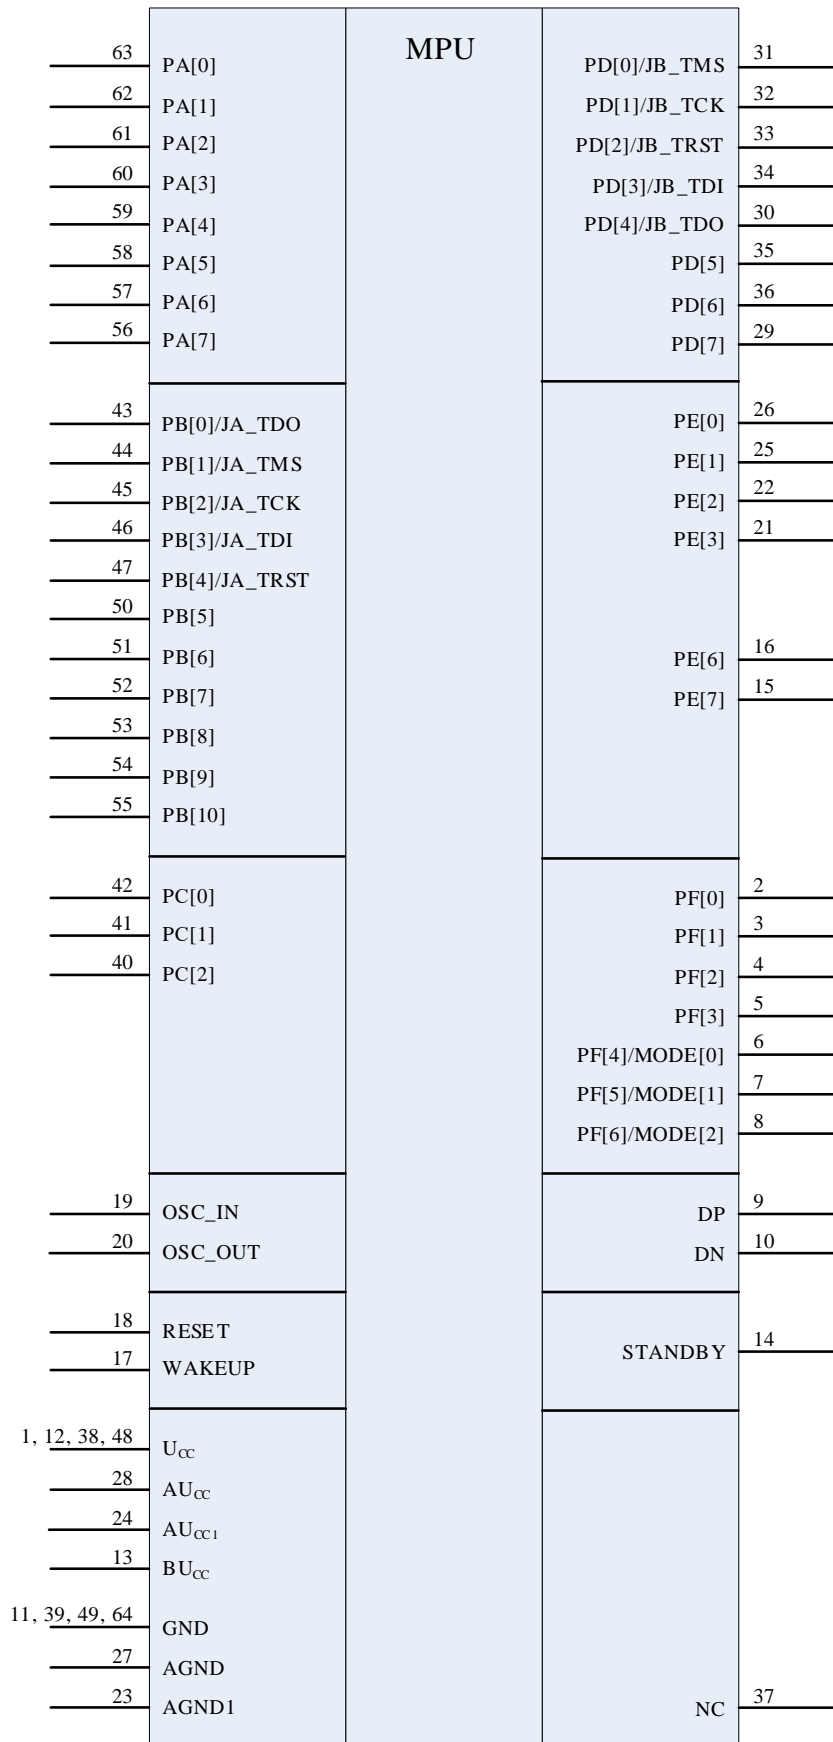 MPU
63 PA[0]
62 PA[1]
61 PA[2]
60 PA[3]
59 PA[4]
58 PA[5]
57 PA[6]
56 PA[7]
43 PB[0]/JA_TDO
44 PB[1]/JA_TMS
45 PB[2]/JA_TCK
46 PB[3]/JA_TDI
47 PB[4]/JA_TRST
50 PB[5]
51 PB[6]
52 PB[7]
53 PB[8]
54 PB[9]
55 PB[10]
42 PC[0]
41 PC[1]
40 PC[2]
19 OSC_IN
20 OSC_OUT
18 RESET
17 WAKEUP
1, 12, 38, 48 UCC
28 AUCC
24 AUCC1
13 BUCC
11, 39, 49, 64 GND
27 AGND
23 AGND1
PD[0]/JB_TMS 31
PD[1]/JB_TCK 32
PD[2]/JB_TRST 33
PD[3]/JB_TDI 34
PD[4]/JB_TDO 30
PD[5] 35
PD[6] 36
PD[7] 29
PE[0] 26
PE[1] 25
PE[2] 22
PE[3] 21
PE[6] 16
PE[7] 15
PF[0] 2
PF[1] 3
PF[2] 4
PF[3] 5
PF[4]/MODE[0] 6
PF[5]/MODE[1] 7
PF[6]/MODE[2] 8
DP 9
DN 10
STANDBY 14
NC 37